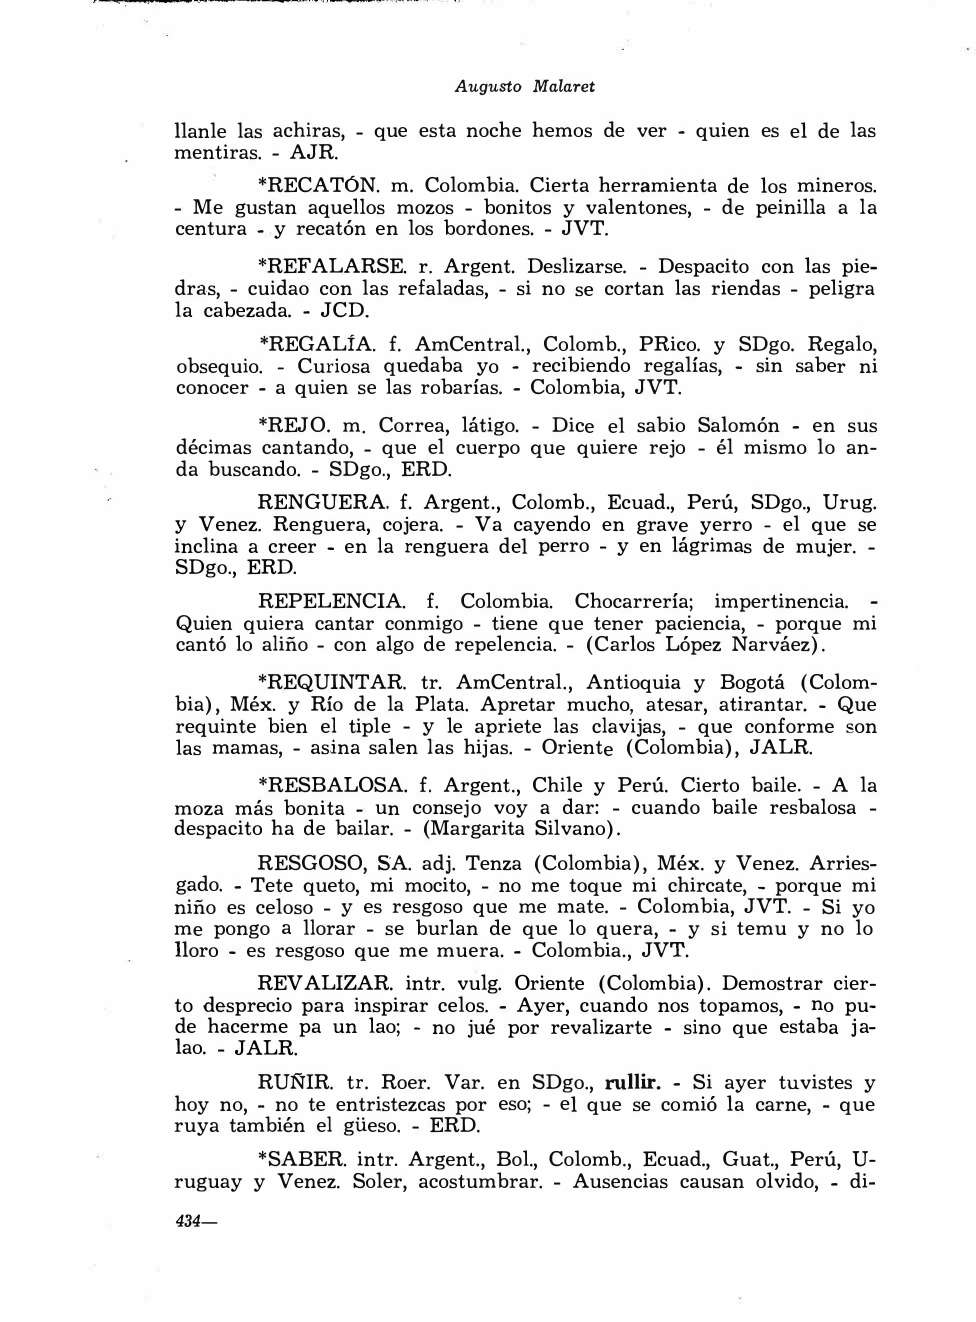 Augusto Malaret
llanle las achiras, - que esta noche hemos de ver - quien es el de las
mentiras. - AJR.
*RECATÓN. m. Colombia. Cierta herramienta de los mineros.
- Me gustan aquellos mozos - bonitos y valentones, - de peinilla a la
centura - y recatón en los bordones. - JVT.
*REFALARSE. r. Argent. Deslizarse. - Despacito con las pie-
dras, - cuidao con las refaladas, - si no se cortan las riendas - peligra
la cabezada. - JCD.
*REGALÍA. f. AmCentral., Colomb., PRico. y SDgo. Regalo,
obsequio. - Curiosa quedaba yo - recibiendo regalías, - sin saber ni
conocer - a quien se las robarías. - Colombia, JVT.
*REJO. m. Correa, látigo. - Dice el sabio Salomón - en sus
décimas cantando, - que el cuerpo que quiere rejo - él mismo lo an-
da buscando. - SDgo., ERD.
RENGUERA. f. Argent., Colomb., Ecuad., Perú, SDgo., Urug.
y Venez. Renguera, cojera. - Va cayendo en grave yerro - el que se
inclina a creer - en la renguera del perro - y en lágrimas de mujer. -
SDgo., ERD.
REPELENCIA. f. Colombia. Chocarrería; impertinencia. -
Quien quiera cantar conmigo - tiene que tener paciencia, - porque mi
cantó lo aliño - con algo de repelencia. - (Carlos López Narváez).
*REQUINTAR. tr. AmCentral., Antioquia y Bogotá (Colom-
bia), Méx. y Río de la Plata. Apretar mucho, atesar, atirantar. - Que
requinte bien el tiple - y le apriete las clavijas, - que conforme son
las mamas, - asina salen las hijas. - Oriente (Colombia), JALR.
*RESBALOSA. f. Argent., Chile y Perú. Cierto baile. - A la
moza más bonita - un consejo voy a dar: - cuando baile resbalosa -
despacito ha de bailar. - (Margarita Silvano).
RESGOSO, SA. adj. Tenza (Colombia), Méx. y Venez. Arries-
gado. - Tete queto, mi mocito, - no me toque mi chircate, - porque mi
niño es celoso - y es resgoso que me mate. - Colombia, JVT. - Si yo
me pongo a llorar - se burlan de que lo quera, - y si temu y no lo
lloro - es resgoso que me muera. - Colombia., JVT.
REVALIZAR. intr. vulg. Oriente (Colombia). Demostrar cier-
to desprecio para inspirar celos. - Ayer, cuando nos topamos, - no pu-
de hacerme pa un lao; - no jué por revalizarte - sino que estaba ja-
lao. - JALR.
RUÑIR. tr. Roer. Var. en SDgo., rullir. - Si ayer tuvistes y
hoy no, - no te entristezcas por eso; - el que se comió la carne, - que
ruya también el güeso. - ERD.
*SABER. intr. Argent., Bol., Colomb., Ecuad., Guat., Perú, U-
ruguay y Venez. Soler, acostumbrar. - Ausencias causan olvido, - di-
434—